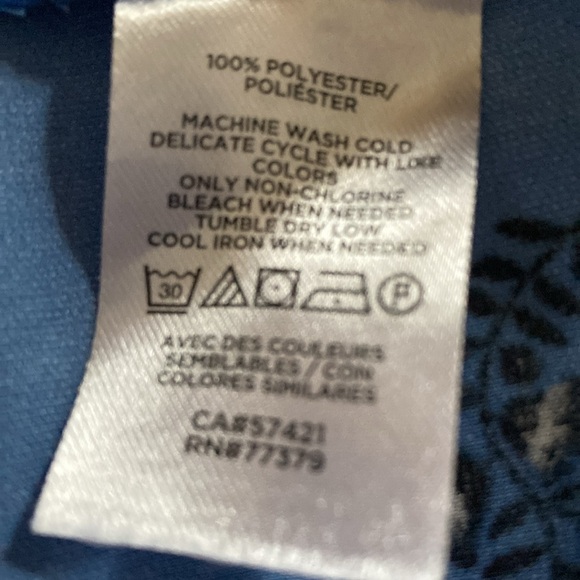 100% POLYESTER/
POLIÉSTER
MACHINE WASH COLD
DELICATE CYCLE WITH LIKE
COLORS
ONLY NON-CHLORINE
BLEACH WHEN NEEDED
TUMBLE DRY LOW
COOL IRON WHEN NEEDED
30 F
AVEC DES COULEURS
SEMBLABLES / CON
COLORES SIMILARES
CA#57421
RN#77379